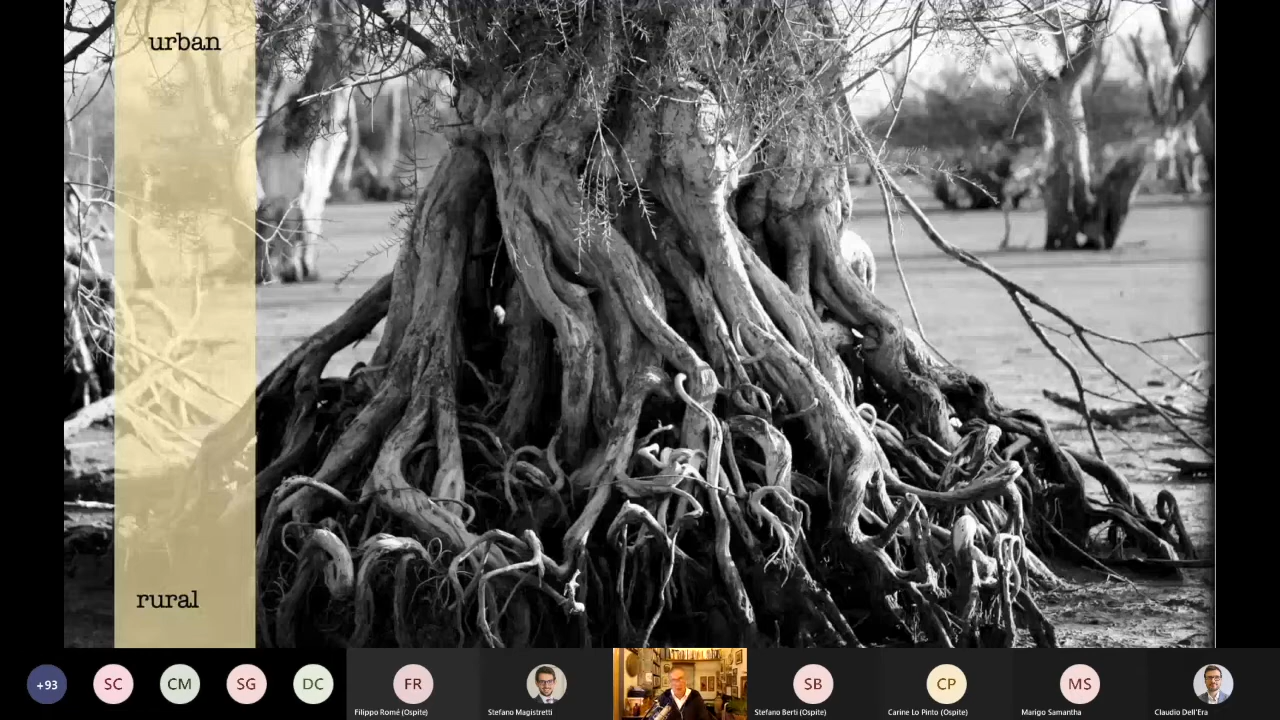 urban
rural
+93
SC
CM
SG
DC
FR
SB
CP
MS
Filippo Romé (Ospite)
Stefano Magistretti
Stefano Berti (Ospite)
Carine Lo Pinto (Ospite)
Marigo Samantha
Claudio Dell'Era